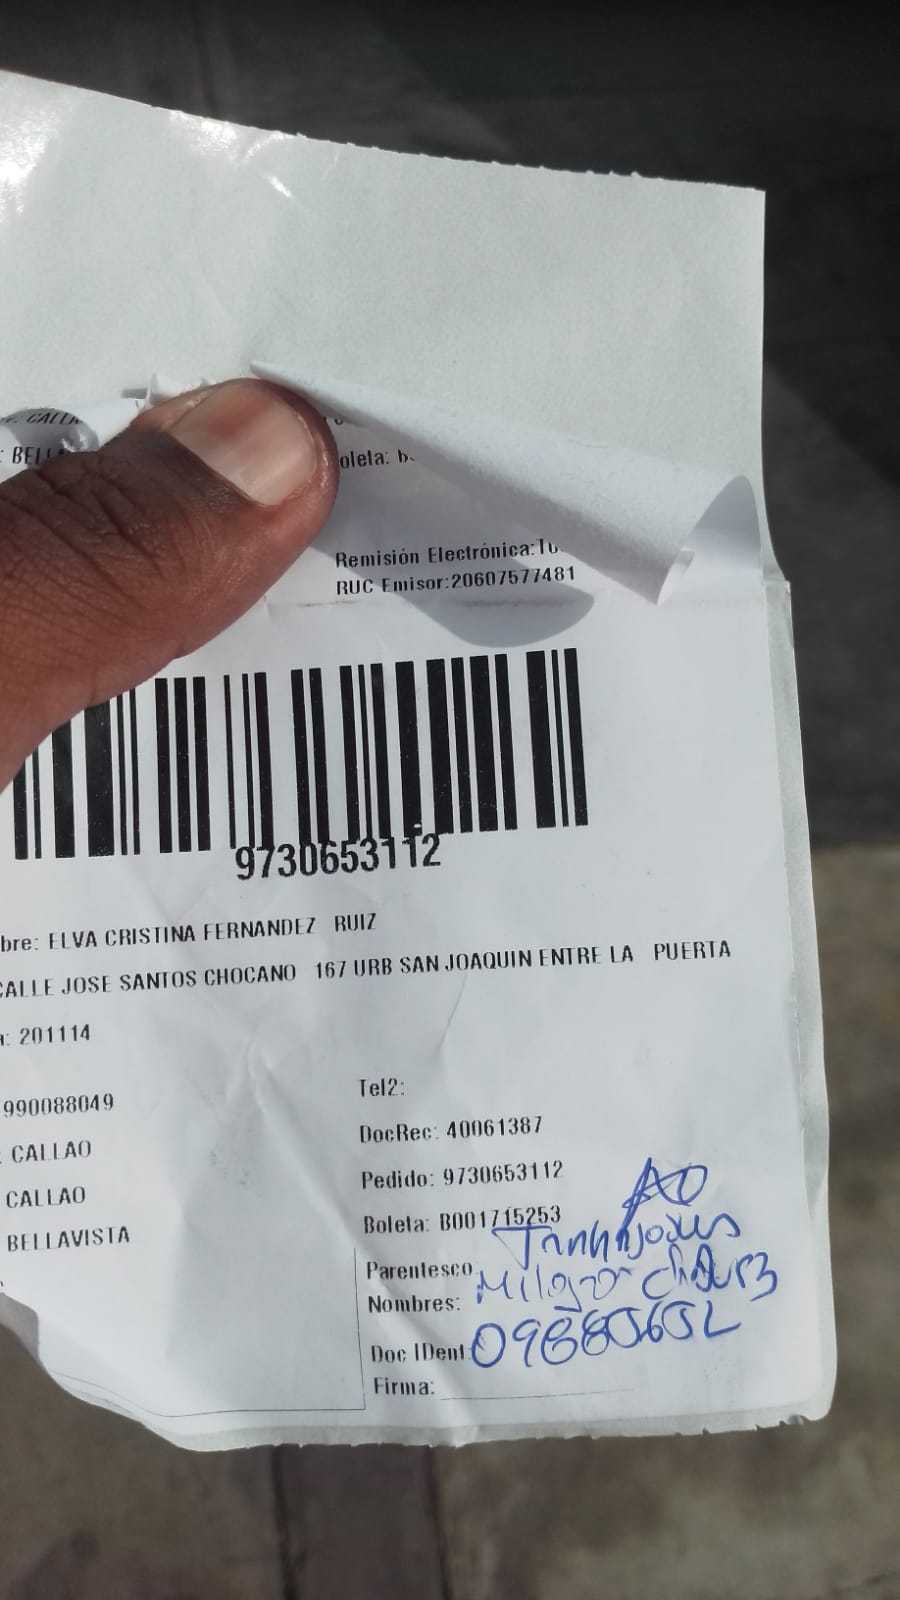 CALLA
: BELL
oleta: b
Remisión Electrónica:T0
RUC Emisor:20607577481
9730653112
bre: ELVA CRISTINA FERNANDEZ RUIZ
CALLE JOSE SANTOS CHOCANO 167 URB SAN JOAQUIN ENTRE LA PUERTA
a: 201114
990088049
Tel2:
: CALLAO
DocRec: 40061387
CALLAO
Pedido: 9730653112
BELLAVISTA
Boleta: B001715253
Parentesco
Nombres:
Doc IDent:
Firma: